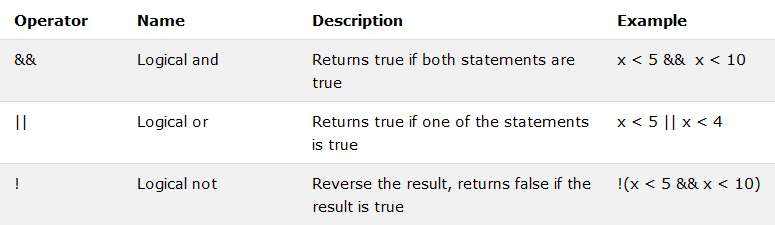 Operator Name Description Example
&& Logical and Returns true if both statements are true x < 5 &&  x < 10
|| Logical or Returns true if one of the statements is true x < 5 || x < 4
! Logical not Reverse the result, returns false if the result is true !(x < 5 && x < 10)